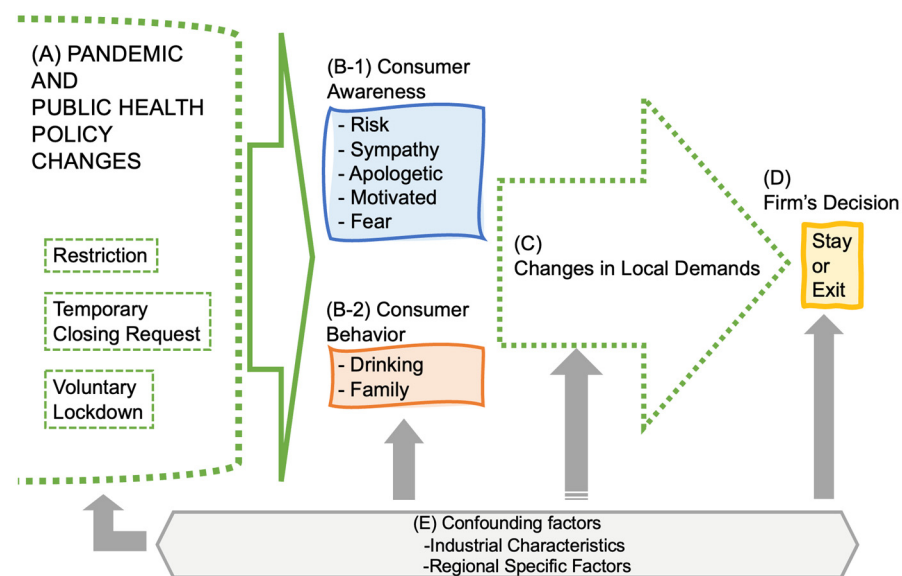 (A) PANDEMIC
AND
PUBLIC HEALTH
POLICY
CHANGES
Restriction
Temporary
Closing Request
Voluntary
Lockdown
(B-1) Consumer
Awareness
- Risk
- Sympathy
- Apologetic
- Motivated
- Fear
(B-2) Consumer
Behavior
- Drinking
- Family
(C)
Changes in Local Demands
(D)
Firm's Decision
Stay
or
Exit
(E) Confounding factors
-Industrial Characteristics
-Regional Specific Factors